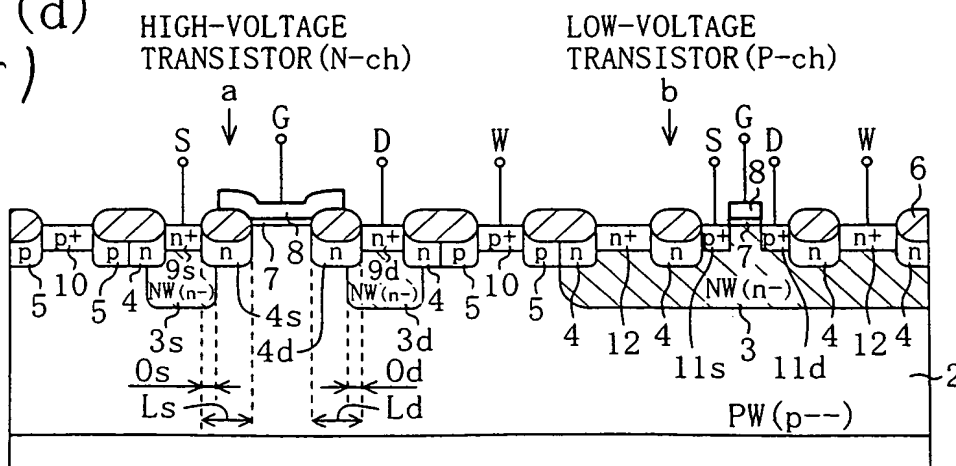 (d)
HIGH-VOLTAGE LOW-VOLTAGE
TRANSISTOR(N-ch) TRANSISTOR(P-ch)
a b
S G D W S G D W
8 6
p p+ p n n+ n n n+ n p p+ p n n+ n p+ p+ n n+ n
5 10 5 4 9s 7 8 9d 4 5 10 5 7
NW(n-) NW(n-) NW(n-)
3s 4s 4d 3d 4 12 4 11s 3 11d 4 12 4
2
Os Od
Ls Ld
PW(p--)